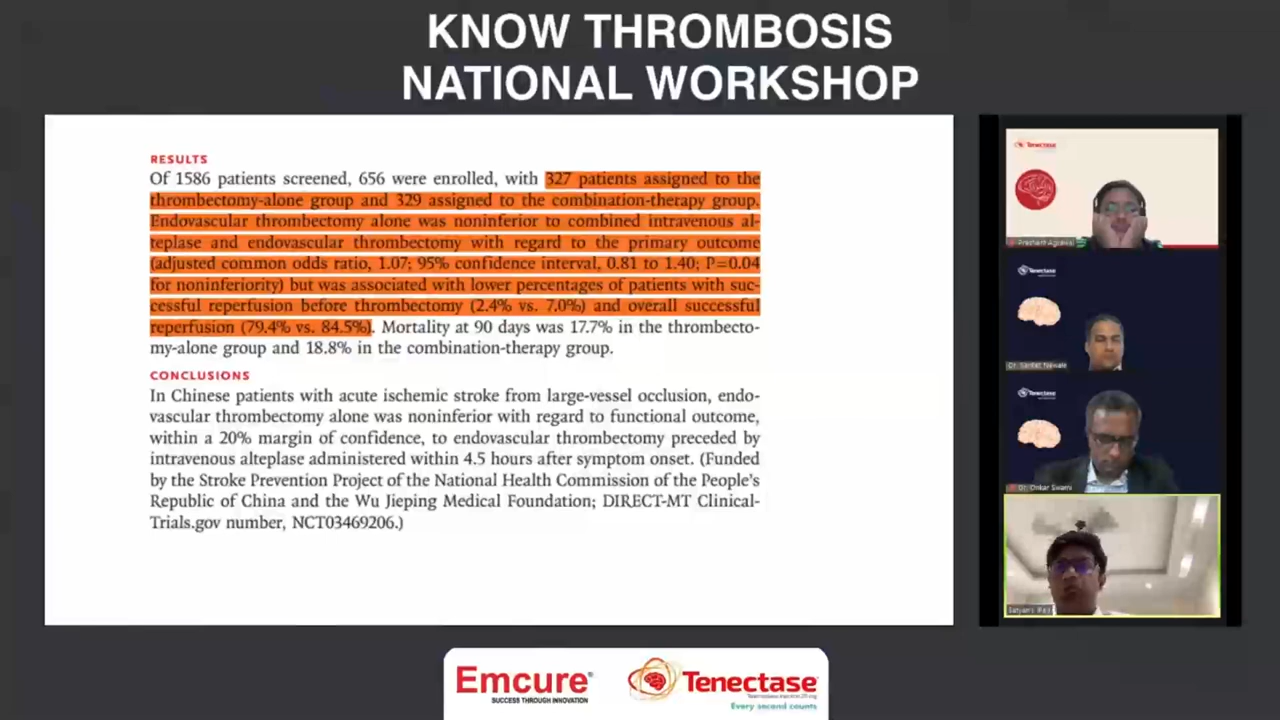 KNOW THROMBOSIS
NATIONAL WORKSHOP
RESULTS
Of 1586 patients screened, 656 were enrolled, with 327 patients assigned to the
thrombectomy-alone group and 329 assigned to the combination-therapy group.
Endovascular thrombectomy alone was noninferior to combined intravenous al-
teplase and endovascular thrombectomy with regard to the primary outcome
(adjusted common odds ratio, 1.07; 95% confidence interval, 0.81 to 1.40; P=0.04
for noninferiority) but was associated with lower percentages of patients with suc-
cessful reperfusion before thrombectomy (2.4% vs. 7.0%) and overall successful
reperfusion (79.4% vs. 84.5%). Mortality at 90 days was 17.7% in the thrombecto-
my-alone group and 18.8% in the combination-therapy group.
CONCLUSIONS
In Chinese patients with acute ischemic stroke from large-vessel occlusion, endo-
vascular thrombectomy alone was noninferior with regard to functional outcome,
within a 20% margin of confidence, to endovascular thrombectomy preceded by
intravenous alteplase administered within 4.5 hours after symptom onset. (Funded
by the Stroke Prevention Project of the National Health Commission of the People's
Republic of China and the Wu Jieping Medical Foundation; DIRECT-MT Clinical-
Trials.gov number, NCT03469206.)
Tenectase
Prashant Agrawal
Tenectase
Dr.
Tenectase
Dr. Onkar Swami
Emcure®
SUCCESS THROUGH INNOVATION
Tenectase
Every second counts